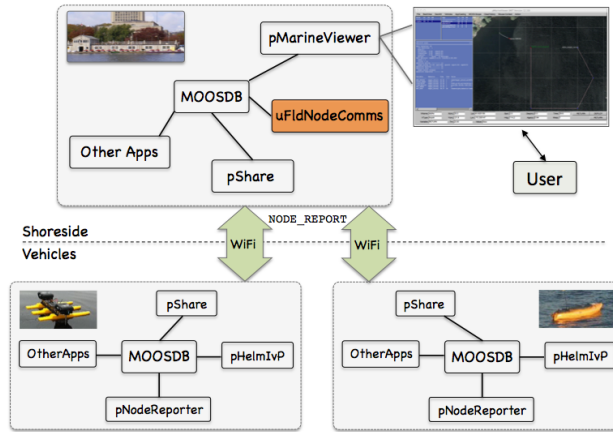 pMarineViewer
MOOSDB
uFldNodeComms
Other Apps
pShare
User
NODE_REPORT
WiFi
WiFi
Shoreside
Vehicles
pShare
OtherApps
MOOSDB
pHelmIvP
pNodeReporter
pShare
OtherApps
MOOSDB
pHelmIvP
pNodeReporter